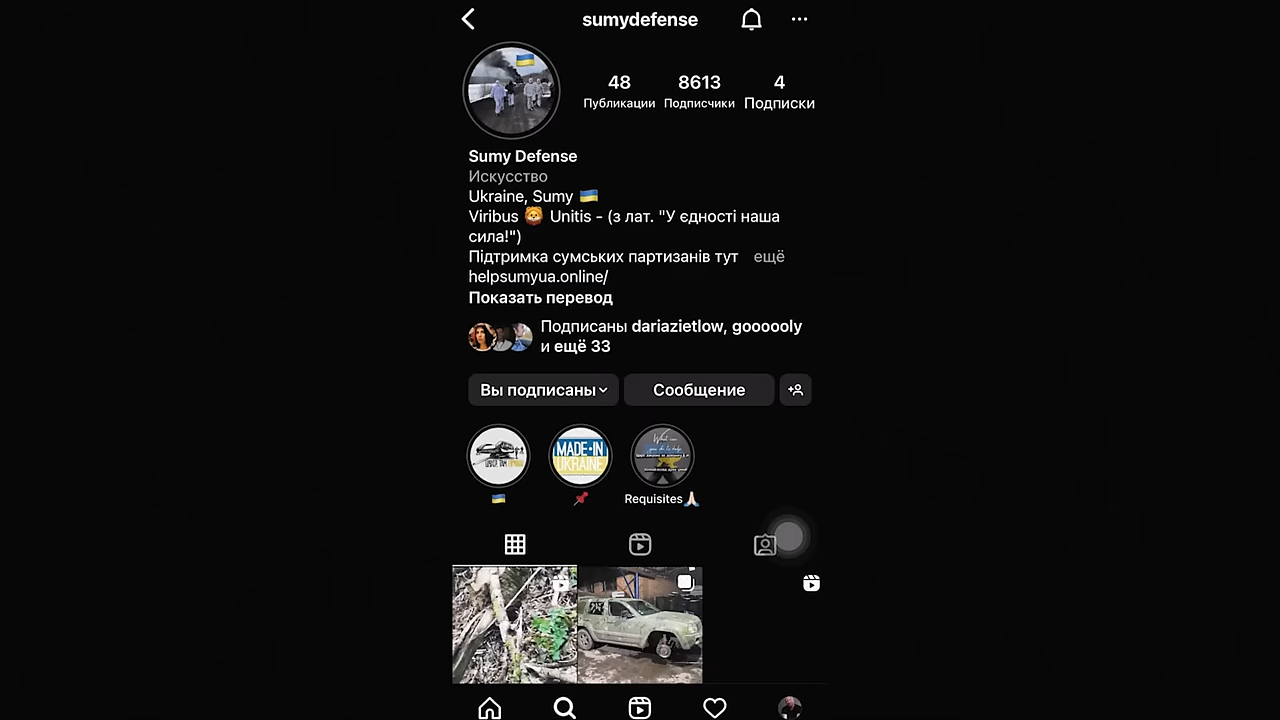 sumydefense
48 8613 4
Публикации Подписчики Подписки
Sumy Defense
Искусство
Ukraine, Sumy
Viribus Unitis - (з лат. "У єдності наша
сила!")
Підтримка сумських партизанів тут ещё
helpsumyua.online/
Показать перевод
Подписаны dariazietlow, goooooly
и ещё 33
Вы подписаны Сообщение
MADE·IN
UKRAINE
Requisites